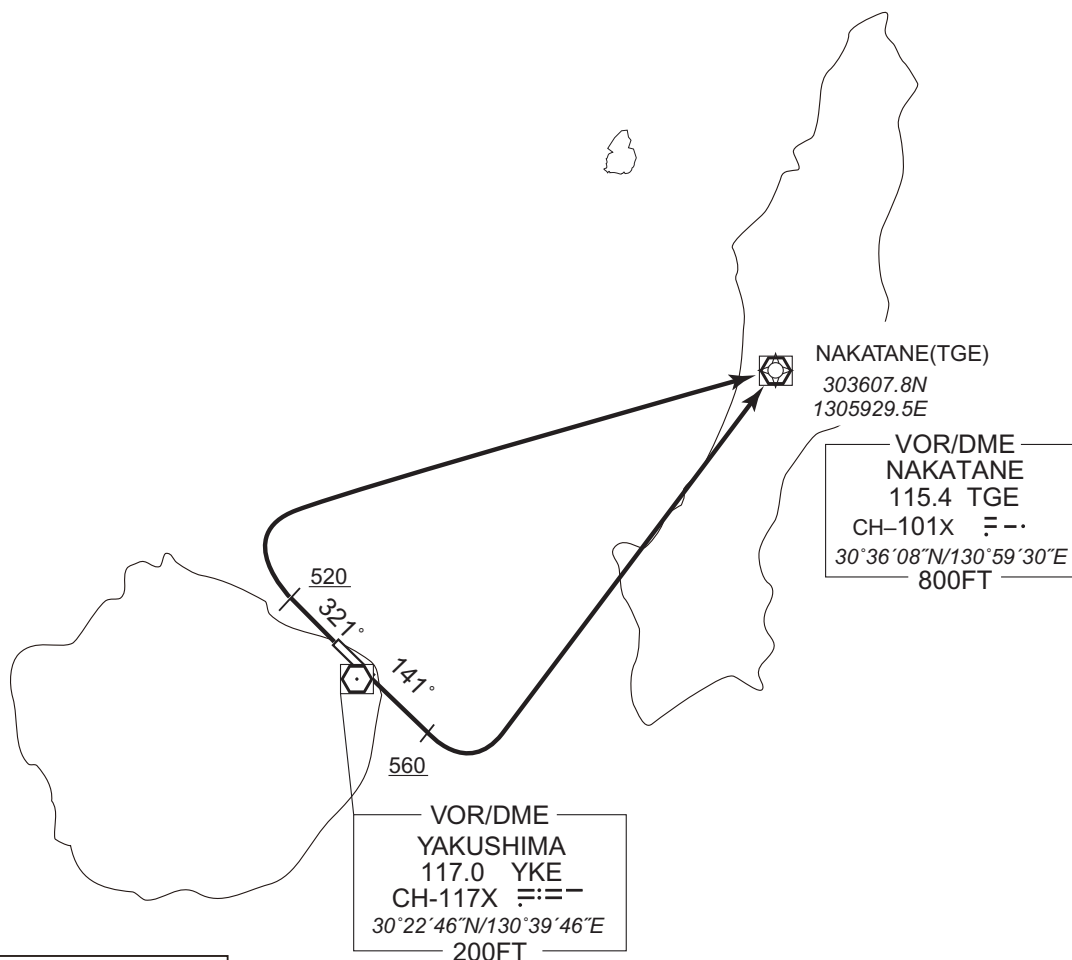 NAKATANE(TGE)
303607.8N
1305929.5E
VOR/DME
NAKATANE
115.4 TGE
CH–101X
30°36′08″N/130°59′30″E
800FT
520
321°
141°
560
VOR/DME
YAKUSHIMA
117.0 YKE
CH-117X
30°22′46″N/130°39′46″E
200FT